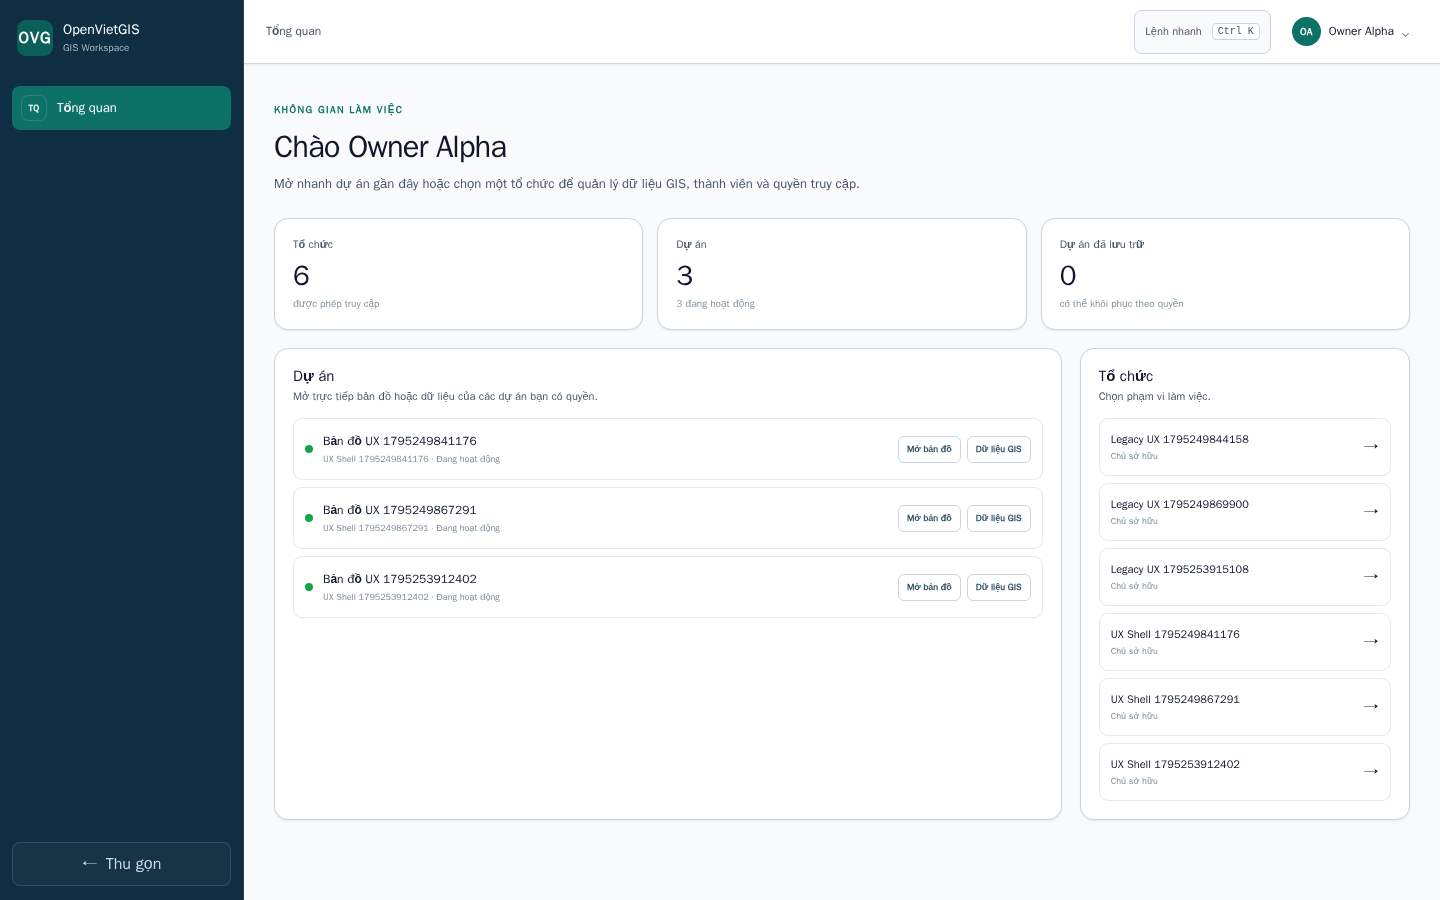 OVG
OpenVietGIS
GIS Workspace
TQ
Tổng quan
← Thu gọn
Tổng quan
Lệnh nhanh
Ctrl K
OA
Owner Alpha
KHÔNG GIAN LÀM VIỆC
Chào Owner Alpha
Mở nhanh dự án gần đây hoặc chọn một tổ chức để quản lý dữ liệu GIS, thành viên và quyền truy cập.
Tổ chức
6
được phép truy cập
Dự án
3
3 đang hoạt động
Dự án đã lưu trữ
0
có thể khôi phục theo quyền
Dự án
Mở trực tiếp bản đồ hoặc dữ liệu của các dự án bạn có quyền.
Bản đồ UX 1795249841176
UX Shell 1795249841176 · Đang hoạt động
Mở bản đồ
Dữ liệu GIS
Bản đồ UX 1795249867291
UX Shell 1795249867291 · Đang hoạt động
Mở bản đồ
Dữ liệu GIS
Bản đồ UX 1795253912402
UX Shell 1795253912402 · Đang hoạt động
Mở bản đồ
Dữ liệu GIS
Tổ chức
Chọn phạm vi làm việc.
Legacy UX 1795249844158
Chủ sở hữu
→
Legacy UX 1795249869900
Chủ sở hữu
→
Legacy UX 1795253915108
Chủ sở hữu
→
UX Shell 1795249841176
Chủ sở hữu
→
UX Shell 1795249867291
Chủ sở hữu
→
UX Shell 1795253912402
Chủ sở hữu
→